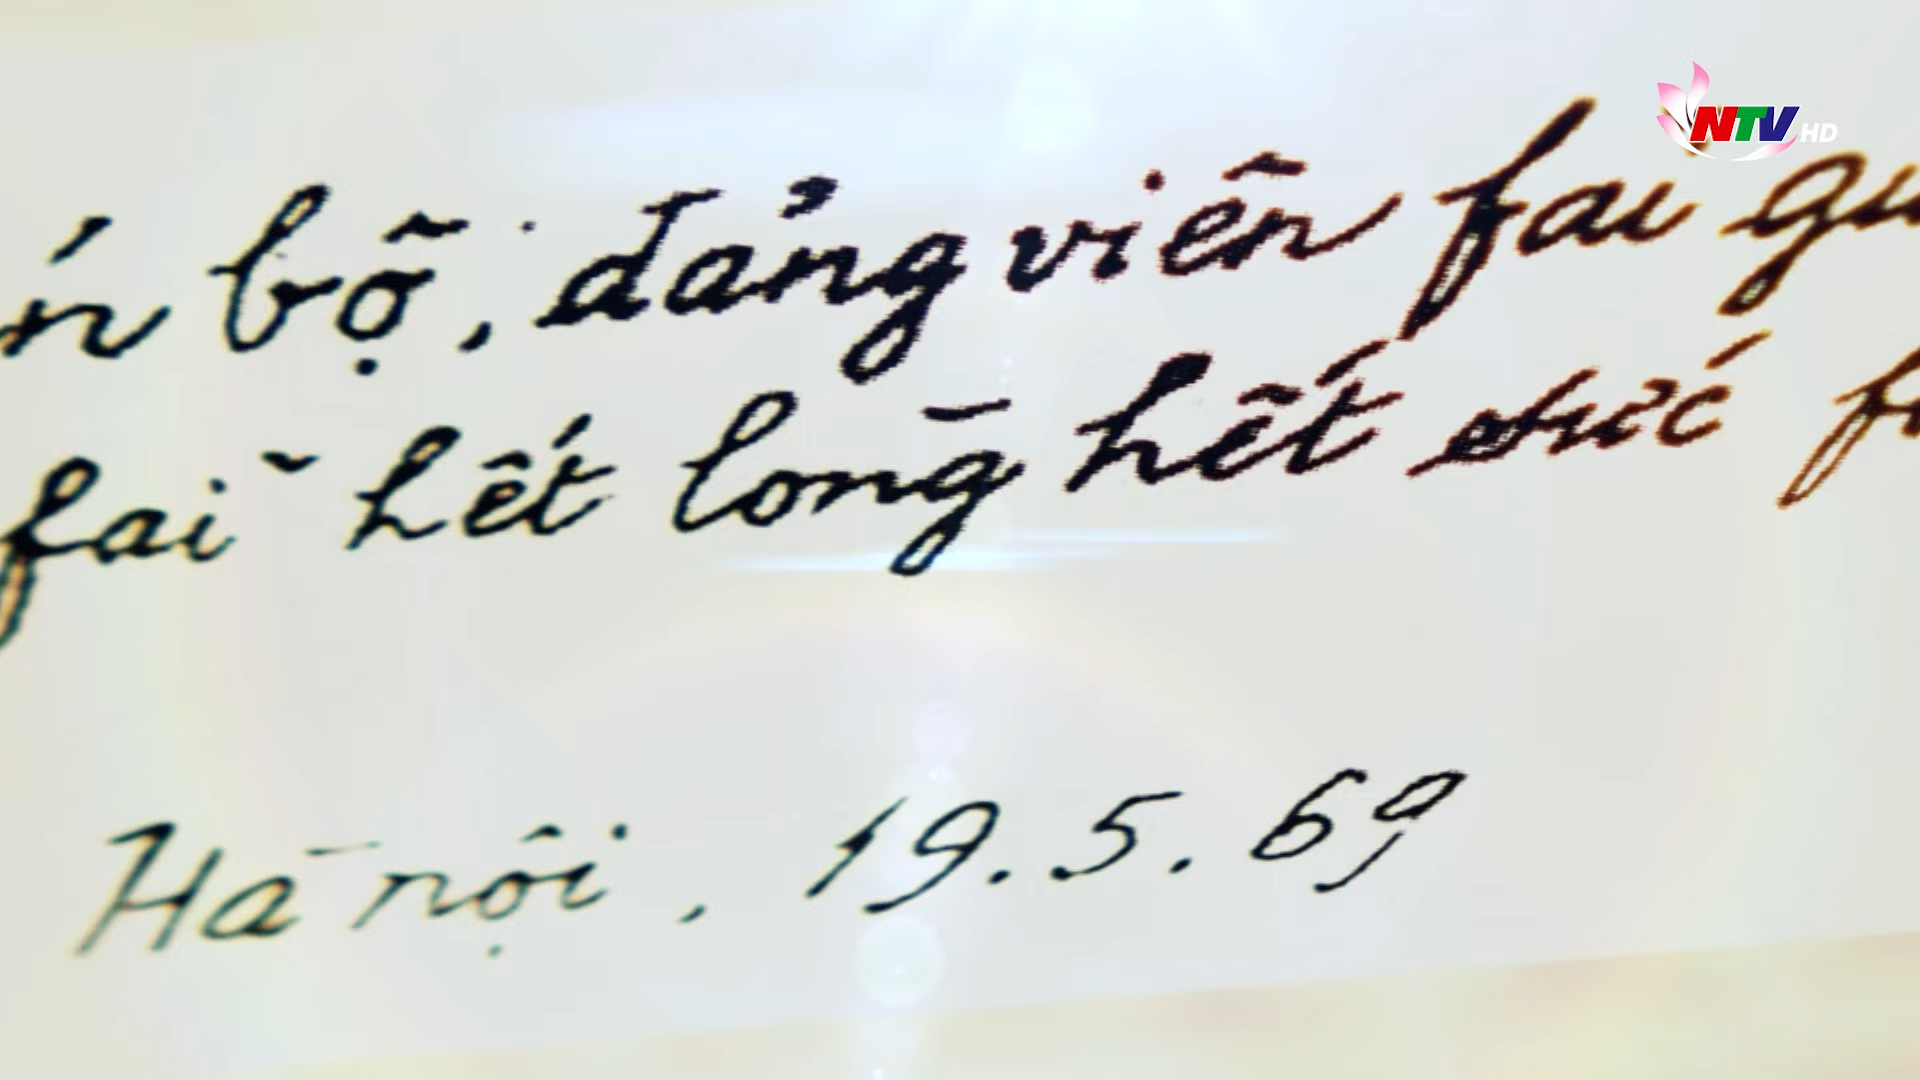 NTV HD
bộ, đảng viên fai
fai hết lòng hết sức
Hà nội, 19.5.69